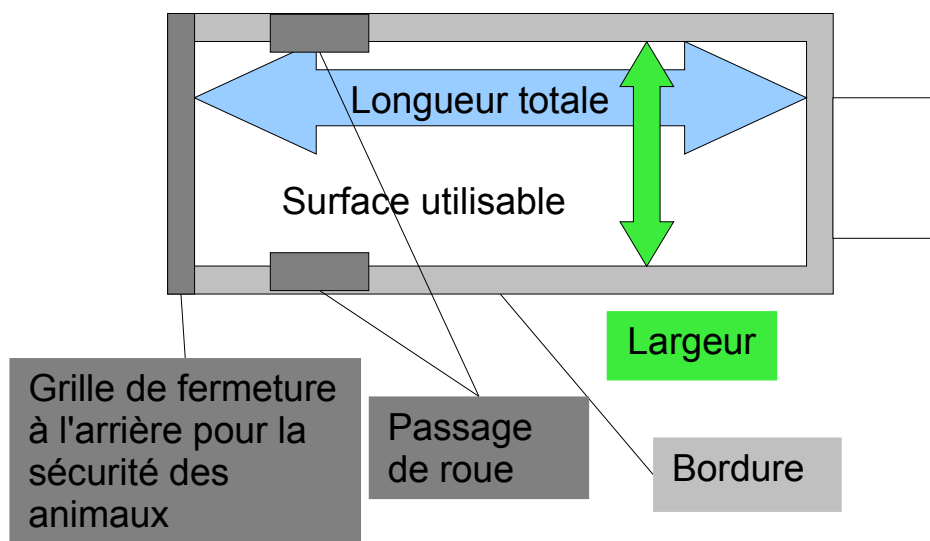 Longueur totale
Surface utilisable
Largeur
Grille de fermeture
à l'arrière pour la
sécurité des
animaux
Passage
de roue
Bordure